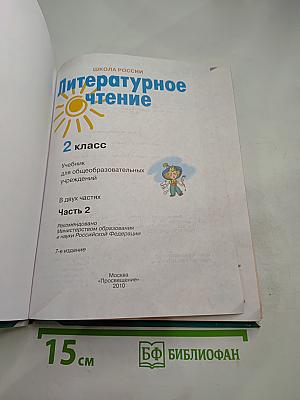 ШКОЛА РОССИИ
Литературное
чтение
2 класс
Учебник
для общеобразовательных
учреждений
В двух частях
Часть 2
Рекомендовано
Министерством образования
и науки Российской Федерации
7-е издание
Москва
«Просвещение»
2010
15 см
БФ БИБЛИОФАН